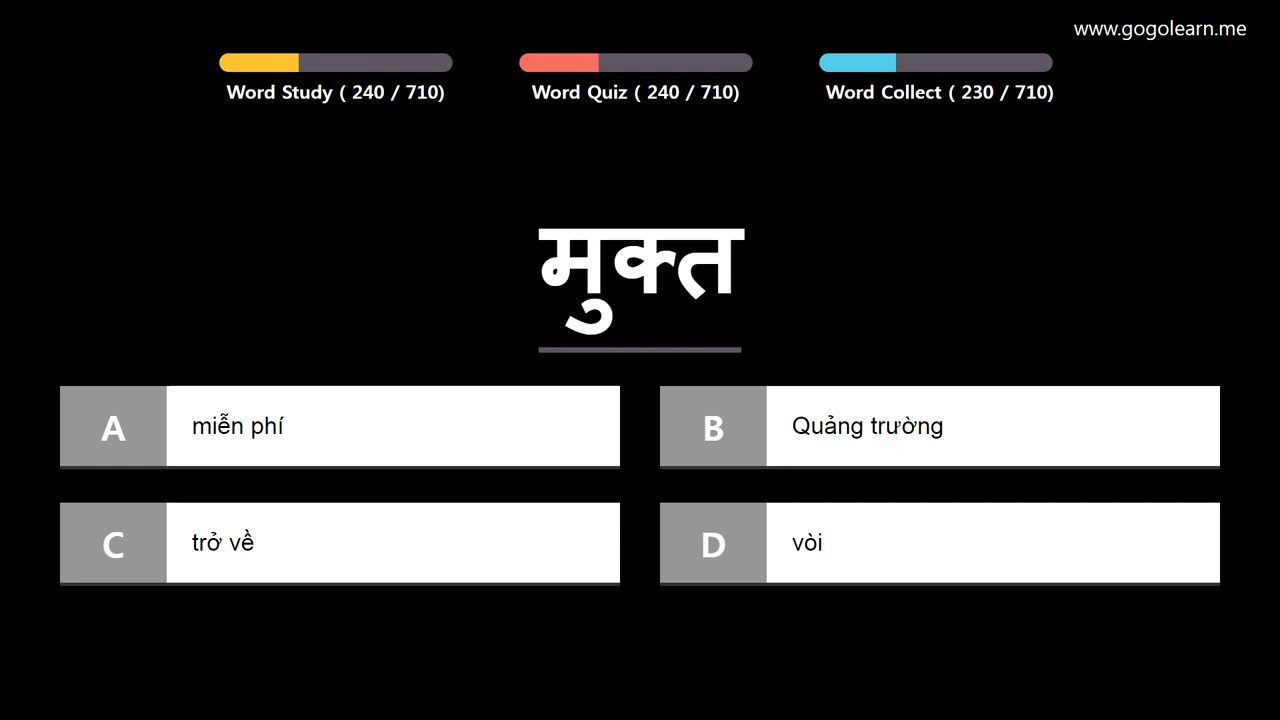 www.gogolearn.me
Word Study ( 240 / 710)
Word Quiz ( 240 / 710)
Word Collect ( 230 / 710)
मुक्त
A miễn phí
B Quảng trường
C trở về
D vòi